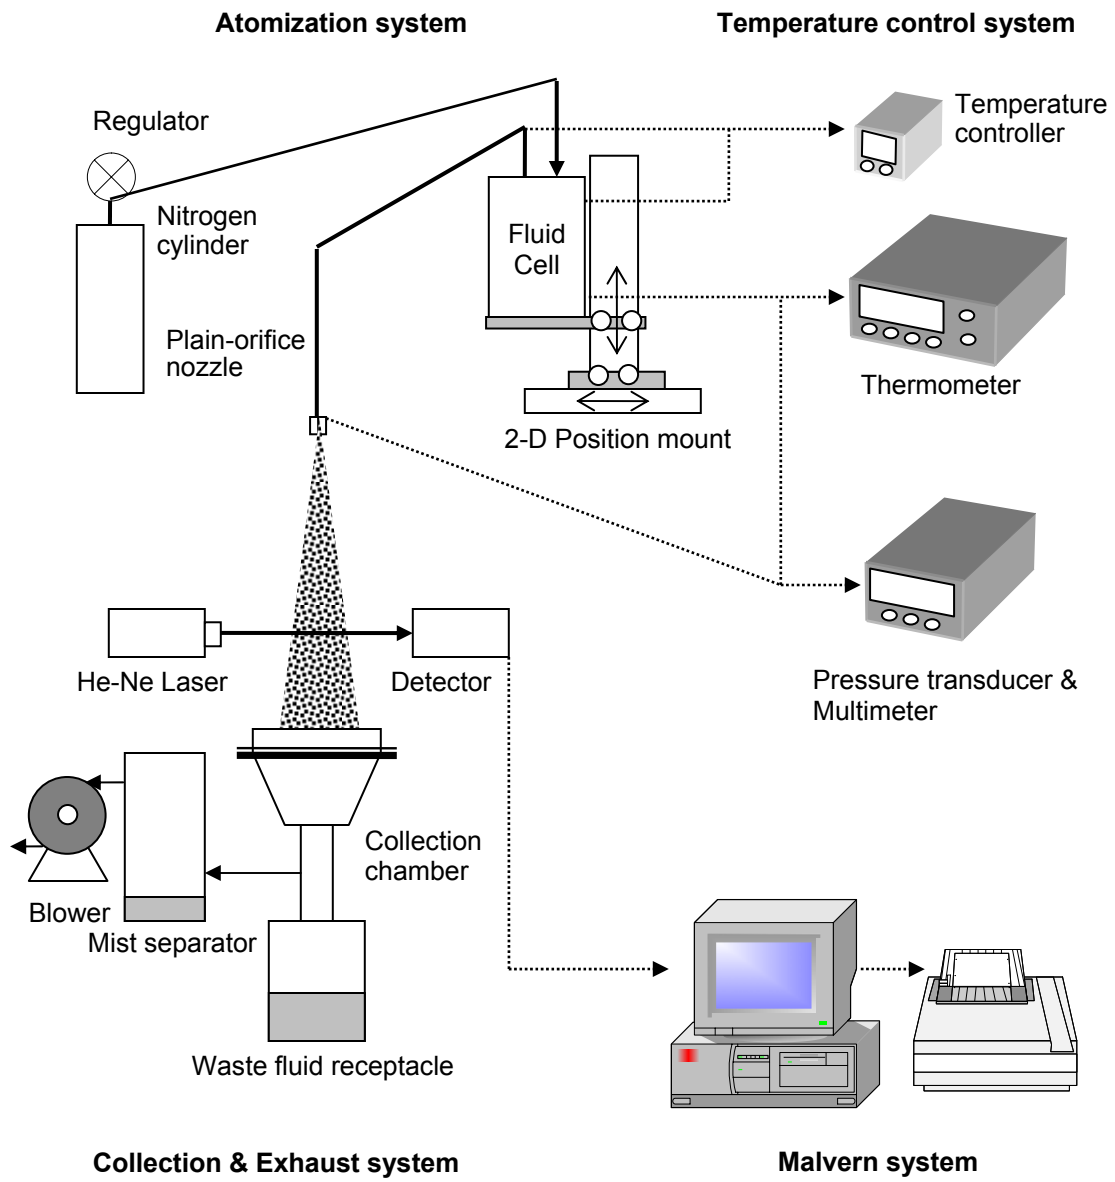 Atomization system
Temperature control system
Regulator
Temperature
controller
Nitrogen
cylinder
Fluid
Cell
Plain-orifice
nozzle
Thermometer
2-D Position mount
He-Ne Laser
Detector
Pressure transducer &
Multimeter
Collection
chamber
Blower
Mist separator
Waste fluid receptacle
Collection & Exhaust system
Malvern system